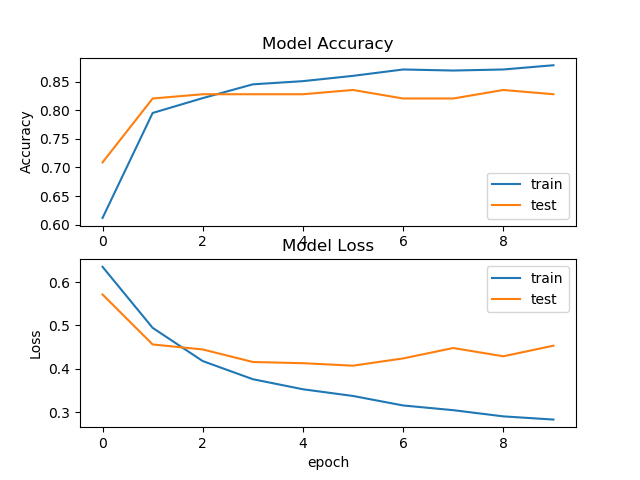 Model Accuracy
Accuracy
0.85
0.80
0.75
0.70
0.65
0.60
train
test
0 2 4 6 8
Model Loss
Loss
0.6
0.5
0.4
0.3
train
test
0 2 4 6 8
epoch